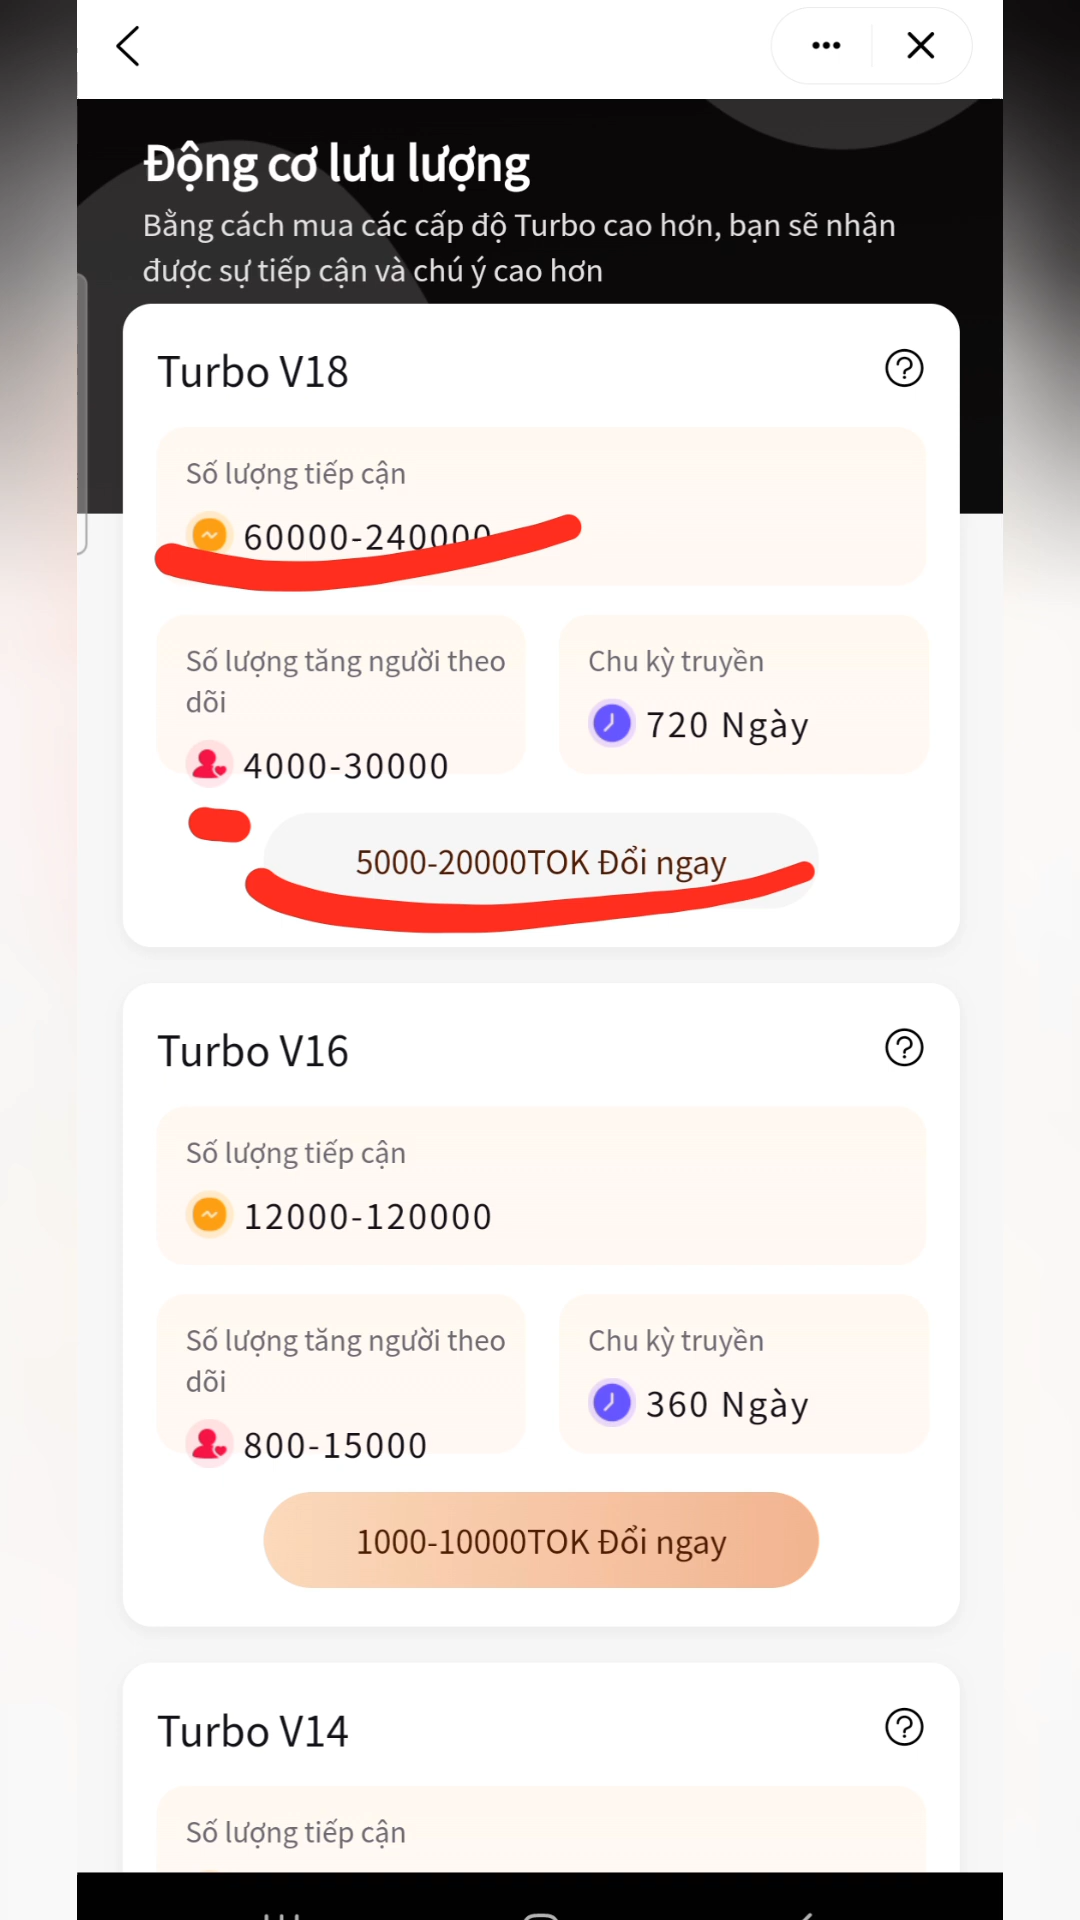 Động cơ lưu lượng
Bằng cách mua các cấp độ Turbo cao hơn, bạn sẽ nhận
được sự tiếp cận và chú ý cao hơn
Turbo V18
Số lượng tiếp cận
60000-240000
Số lượng tăng người theo
dõi
4000-30000
Chu kỳ truyền
720 Ngày
5000-20000TOK Đổi ngay
Turbo V16
Số lượng tiếp cận
12000-120000
Số lượng tăng người theo
dõi
800-15000
Chu kỳ truyền
360 Ngày
1000-10000TOK Đổi ngay
Turbo V14
Số lượng tiếp cận